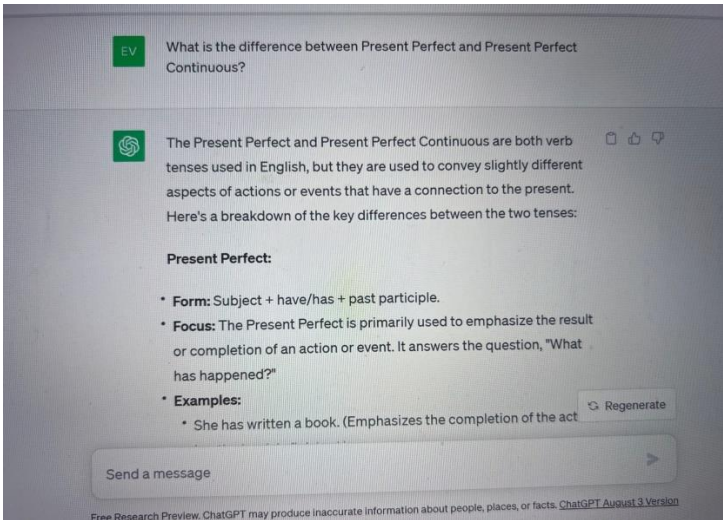 EV
What is the difference between Present Perfect and Present Perfect
Continuous?
The Present Perfect and Present Perfect Continuous are both verb
tenses used in English, but they are used to convey slightly different
aspects of actions or events that have a connection to the present.
Here's a breakdown of the key differences between the two tenses:
Present Perfect:
• Form: Subject + have/has + past participle.
• Focus: The Present Perfect is primarily used to emphasize the result
or completion of an action or event. It answers the question, "What
has happened?"
• Examples:
• She has written a book. (Emphasizes the completion of the act
Regenerate
Send a message
Free Research Preview. ChatGPT may produce inaccurate information about people, places, or facts. ChatGPT August 3 Version